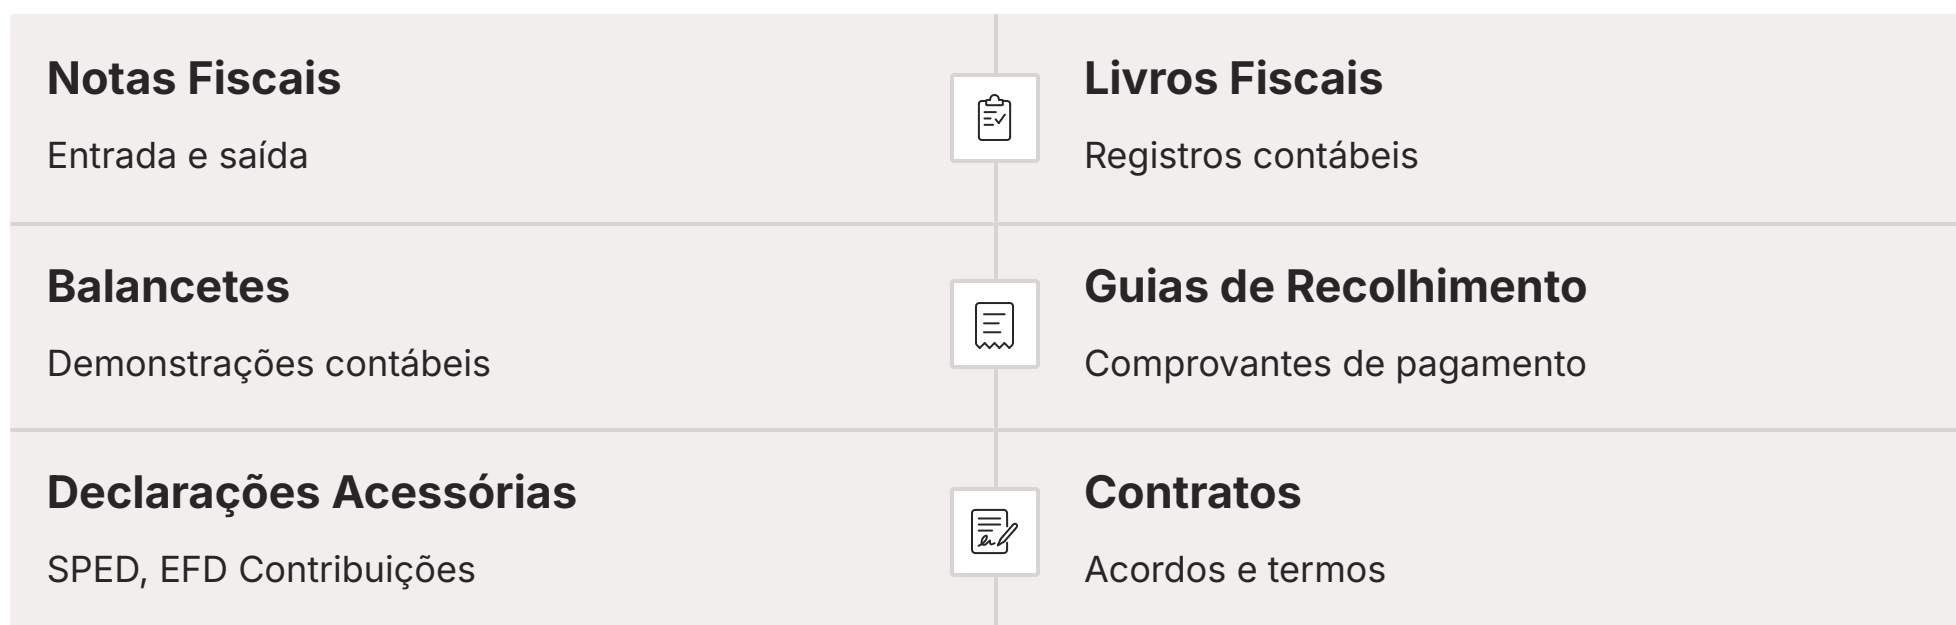 Notas Fiscais
Entrada e saída
Livros Fiscais
Registros contábeis
Balancetes
Demonstrações contábeis
Guias de Recolhimento
Comprovantes de pagamento
Declarações Acessórias
SPED, EFD Contribuições
Contratos
Acordos e termos